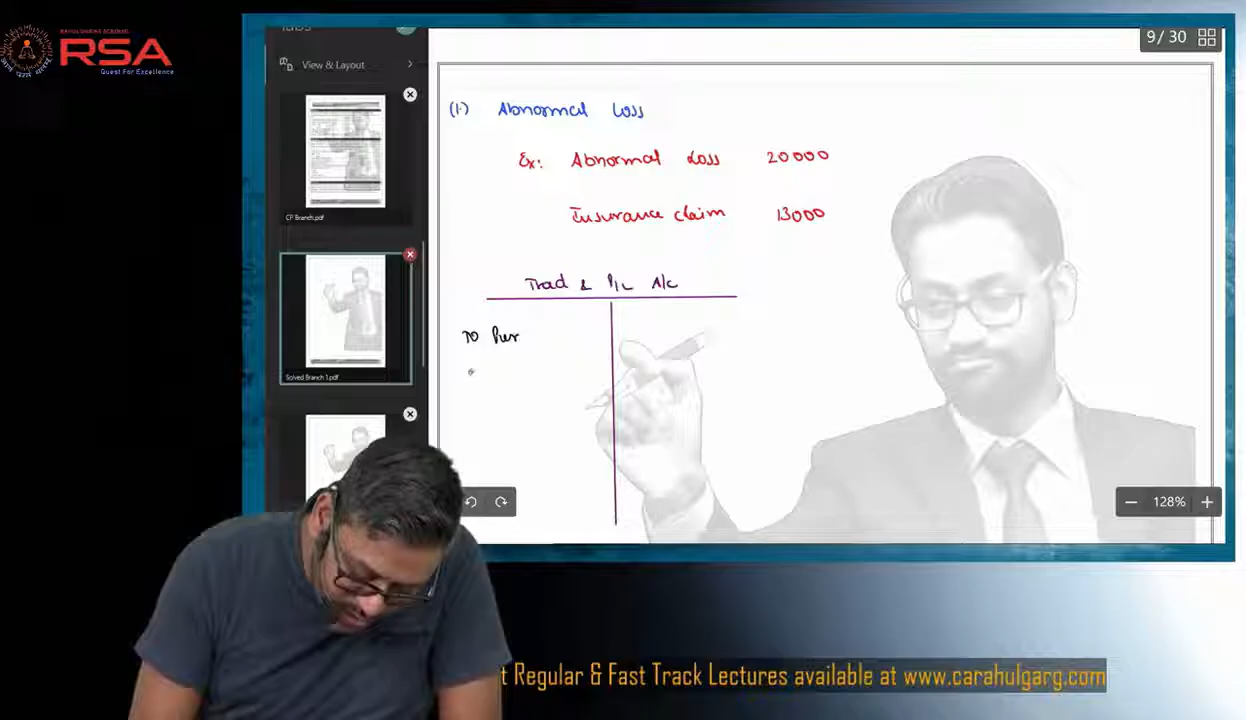 RSA
Quest For Excellence
View & Layout
9/30
CP Branch.pdf
Solved Branch 1.pdf
(1.) Abnormal Loss
Ex: Abnormal Loss 20000
Insurance claim 13000
Trad & P/L A/c
To Pur
128%
t Regular & Fast Track Lectures available at www.carahulgarg.com